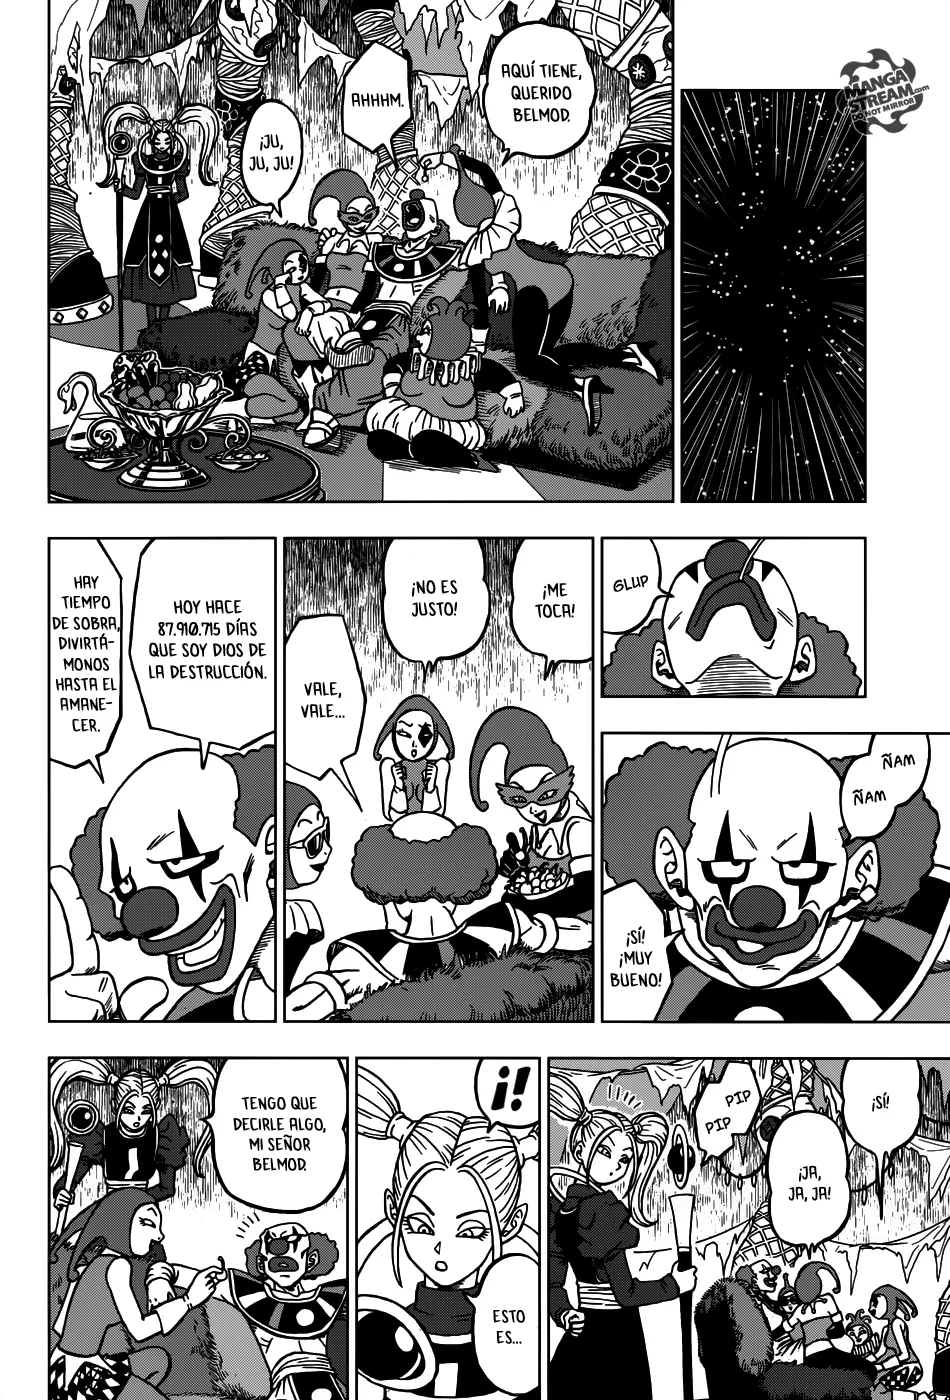 MANGA
STREAM.com
DO NOT MIRROR
AQUÍ TIENE,
QUERIDO
BELMOD.
AHHHM.
¡JU,
JU, JU!
GLUP
ÑAM
ÑAM
¡SÍ!
¡MUY
BUENO!
¡ME
TOCA!
¡NO ES
JUSTO!
VALE,
VALE...
HOY HACE
87.910.715 DÍAS
QUE SOY DIOS DE
LA DESTRUCCIÓN.
HAY
TIEMPO
DE SOBRA,
DIVIRTÁ-
MONOS
HASTA EL
AMANE-
CER.
¡SÍ!
¡JA,
JA, JA!
PIP
PIP
¡!
ESTO
ES...
TENGO QUE
DECIRLE ALGO,
MI SEÑOR
BELMOD.